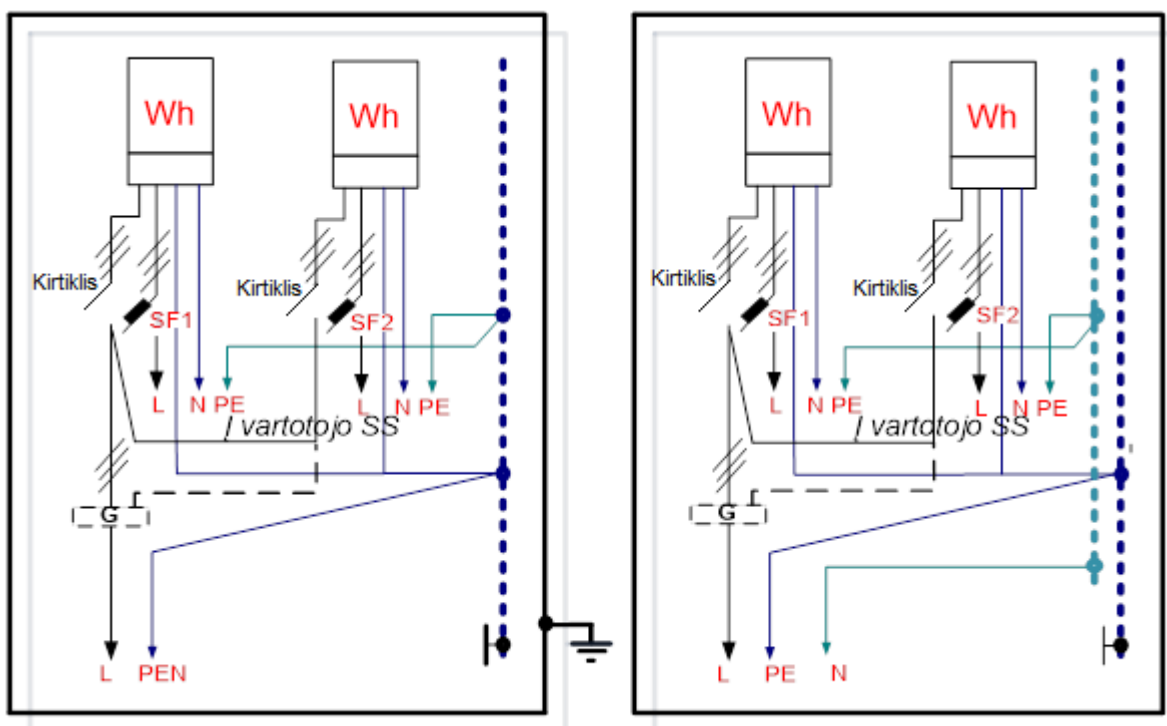 Wh
Wh
Kirtiklis
Kirtiklis
SF1
SF2
L N PE
L N PE
Į vartotojo SS
G
L PEN
Wh
Wh
Kirtiklis
Kirtiklis
SF1
SF2
L N PE
L N PE
Į vartotojo SS
G
L PE N